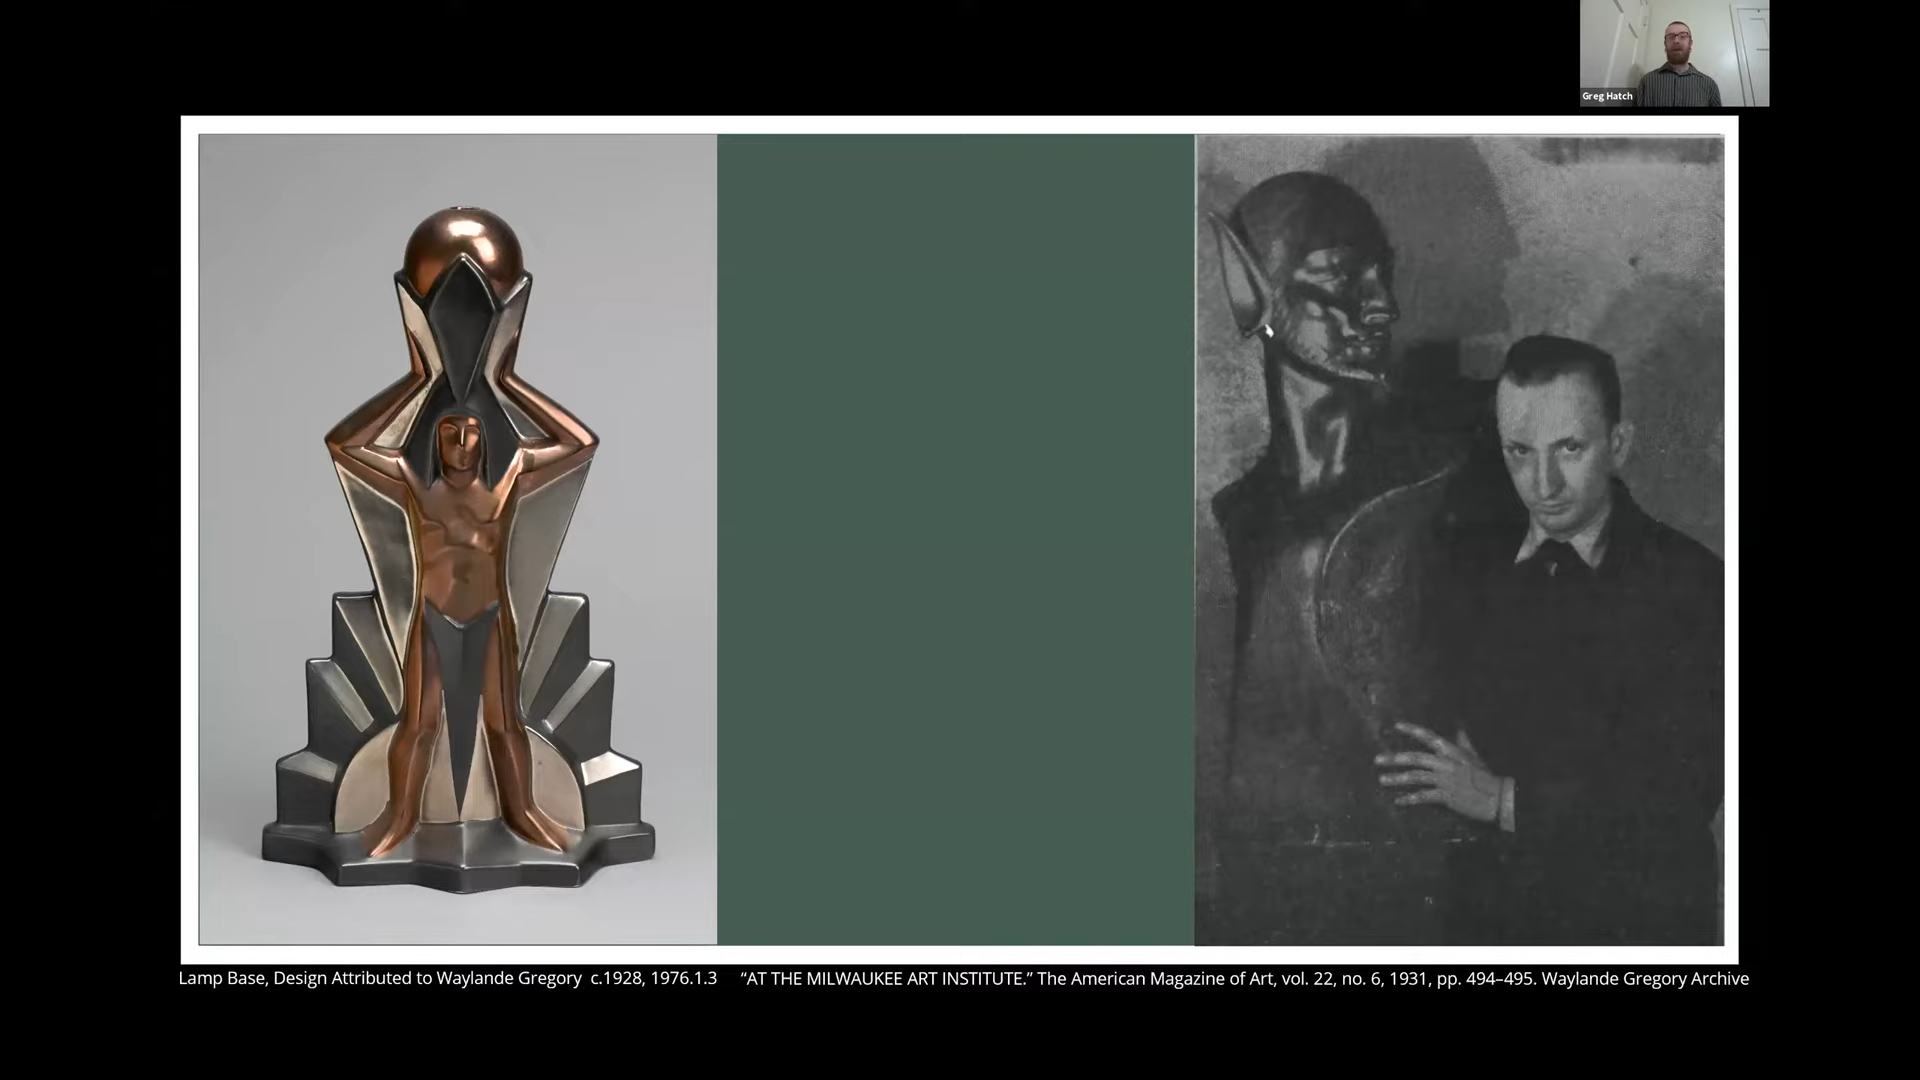 Greg Hatch
Lamp Base, Design Attributed to Waylande Gregory c.1928, 1976.1.3
“AT THE MILWAUKEE ART INSTITUTE.” The American Magazine of Art, vol. 22, no. 6, 1931, pp. 494–495. Waylande Gregory Archive